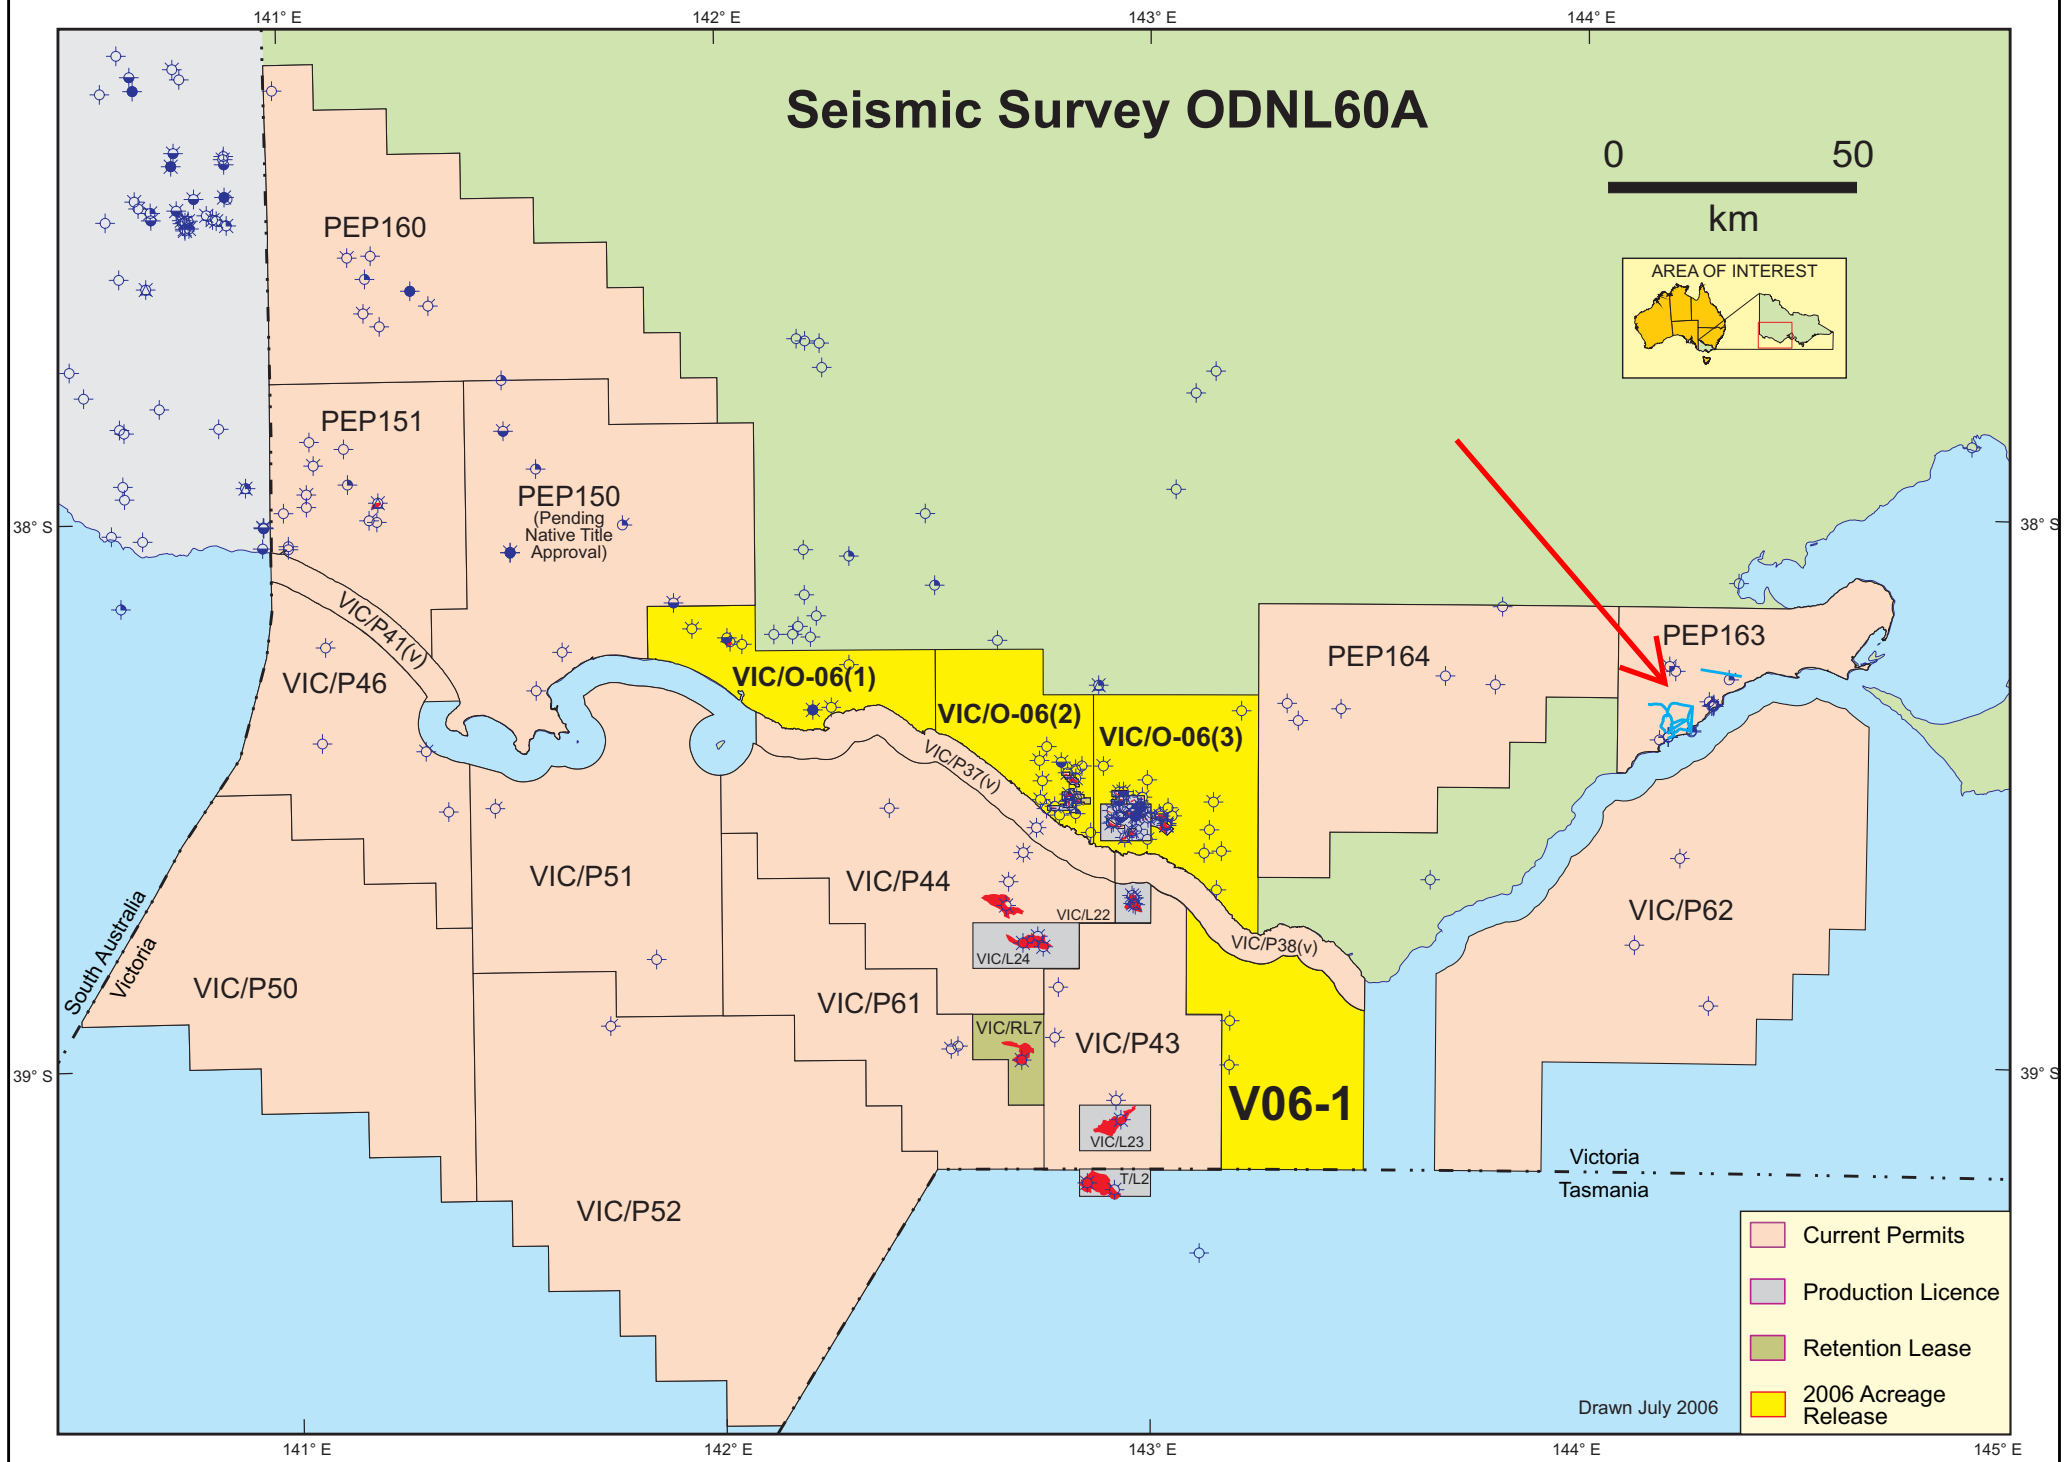 141° E
142° E
143° E
144° E
Seismic Survey ODNL60A
0
50
km
AREA OF INTEREST
PEP160
PEP151
PEP150
(Pending
Native Title
Approval)
38° S
38° S
VIC/P41(v)
VIC/P46
VIC/O-06(1)
VIC/O-06(2)
VIC/O-06(3)
PEP164
PEP163
VIC/P37(v)
VIC/P51
VIC/P44
VIC/L22
VIC/P62
VIC/P38(v)
VIC/L24
South Australia
Victoria
VIC/P50
VIC/P61
VIC/RL7
VIC/P43
39° S
39° S
V06-1
VIC/L23
T/L2
Victoria
Tasmania
VIC/P52
Current Permits
Production Licence
Retention Lease
2006 Acreage
Release
Drawn July 2006
141° E
142° E
143° E
144° E
145° E